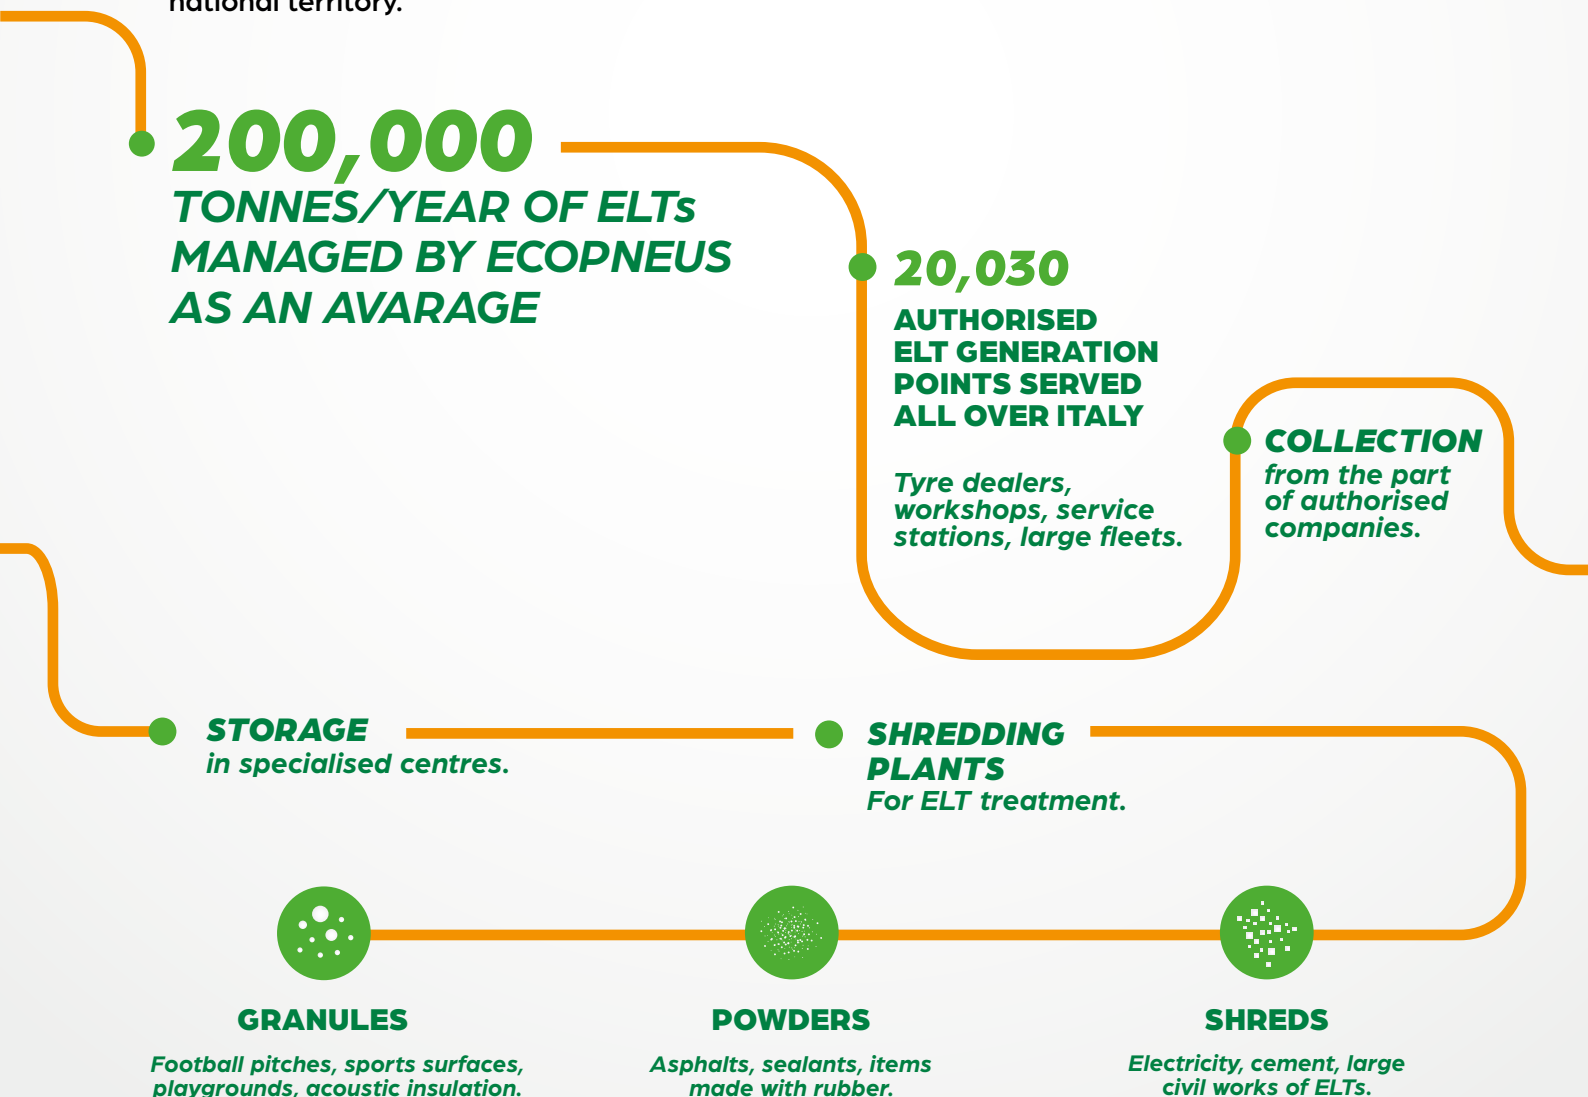 national territory.
200,000
TONNES/YEAR OF ELTs
MANAGED BY ECOPNEUS
AS AN AVARAGE
20,030
AUTHORISED
ELT GENERATION
POINTS SERVED
ALL OVER ITALY
Tyre dealers,
workshops, service
stations, large fleets.
COLLECTION
from the part
of authorised
companies.
STORAGE
in specialised centres.
SHREDDING
PLANTS
For ELT treatment.
GRANULES
Football pitches, sports surfaces,
playgrounds, acoustic insulation.
POWDERS
Asphalts, sealants, items
made with rubber.
SHREDS
Electricity, cement, large
civil works of ELTs.